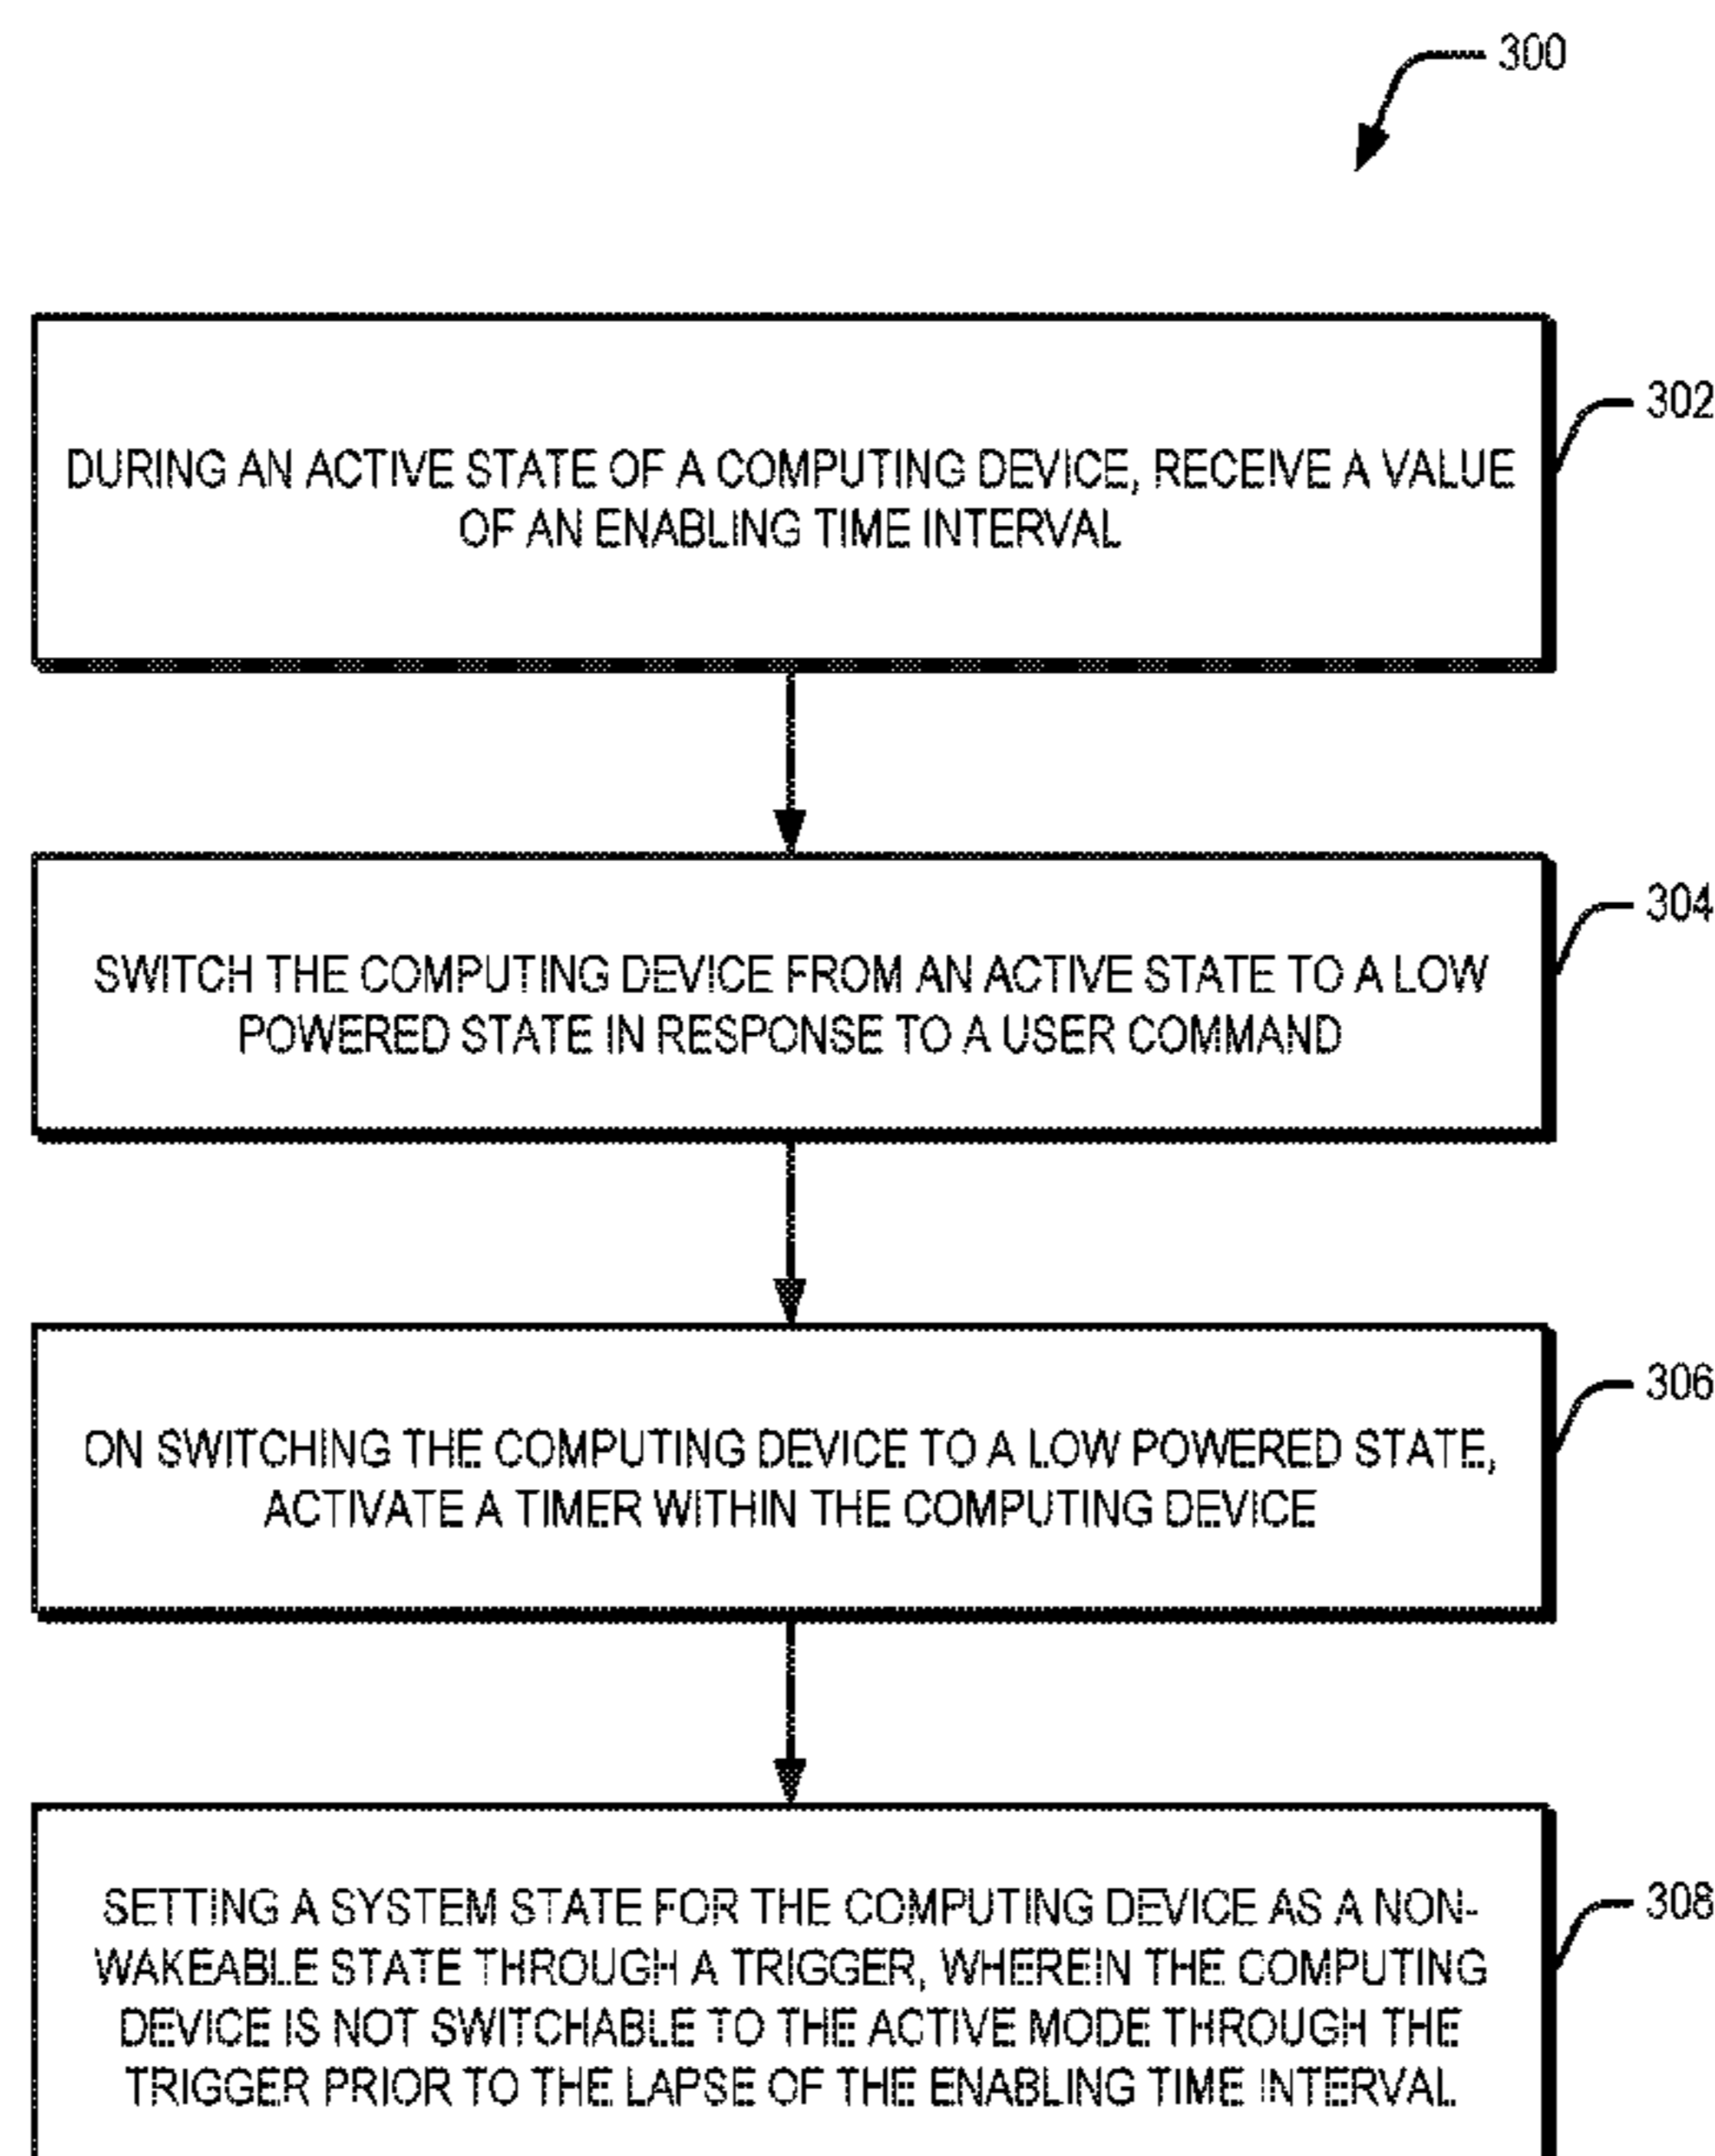 300
302
DURING AN ACTIVE STATE OF A COMPUTING DEVICE, RECEIVE A VALUE
OF AN ENABLING TIME INTERVAL
304
SWITCH THE COMPUTING DEVICE FROM AN ACTIVE STATE TO A LOW
POWERED STATE IN RESPONSE TO A USER COMMAND
306
ON SWITCHING THE COMPUTING DEVICE TO A LOW POWERED STATE,
ACTIVATE A TIMER WITHIN THE COMPUTING DEVICE
308
SETTING A SYSTEM STATE FOR THE COMPUTING DEVICE AS A NON-
WAKEABLE STATE THROUGH A TRIGGER, WHEREIN THE COMPUTING
DEVICE IS NOT SWITCHABLE TO THE ACTIVE MODE THROUGH THE
TRIGGER PRIOR TO THE LAPSE OF THE ENABLING TIME INTERVAL